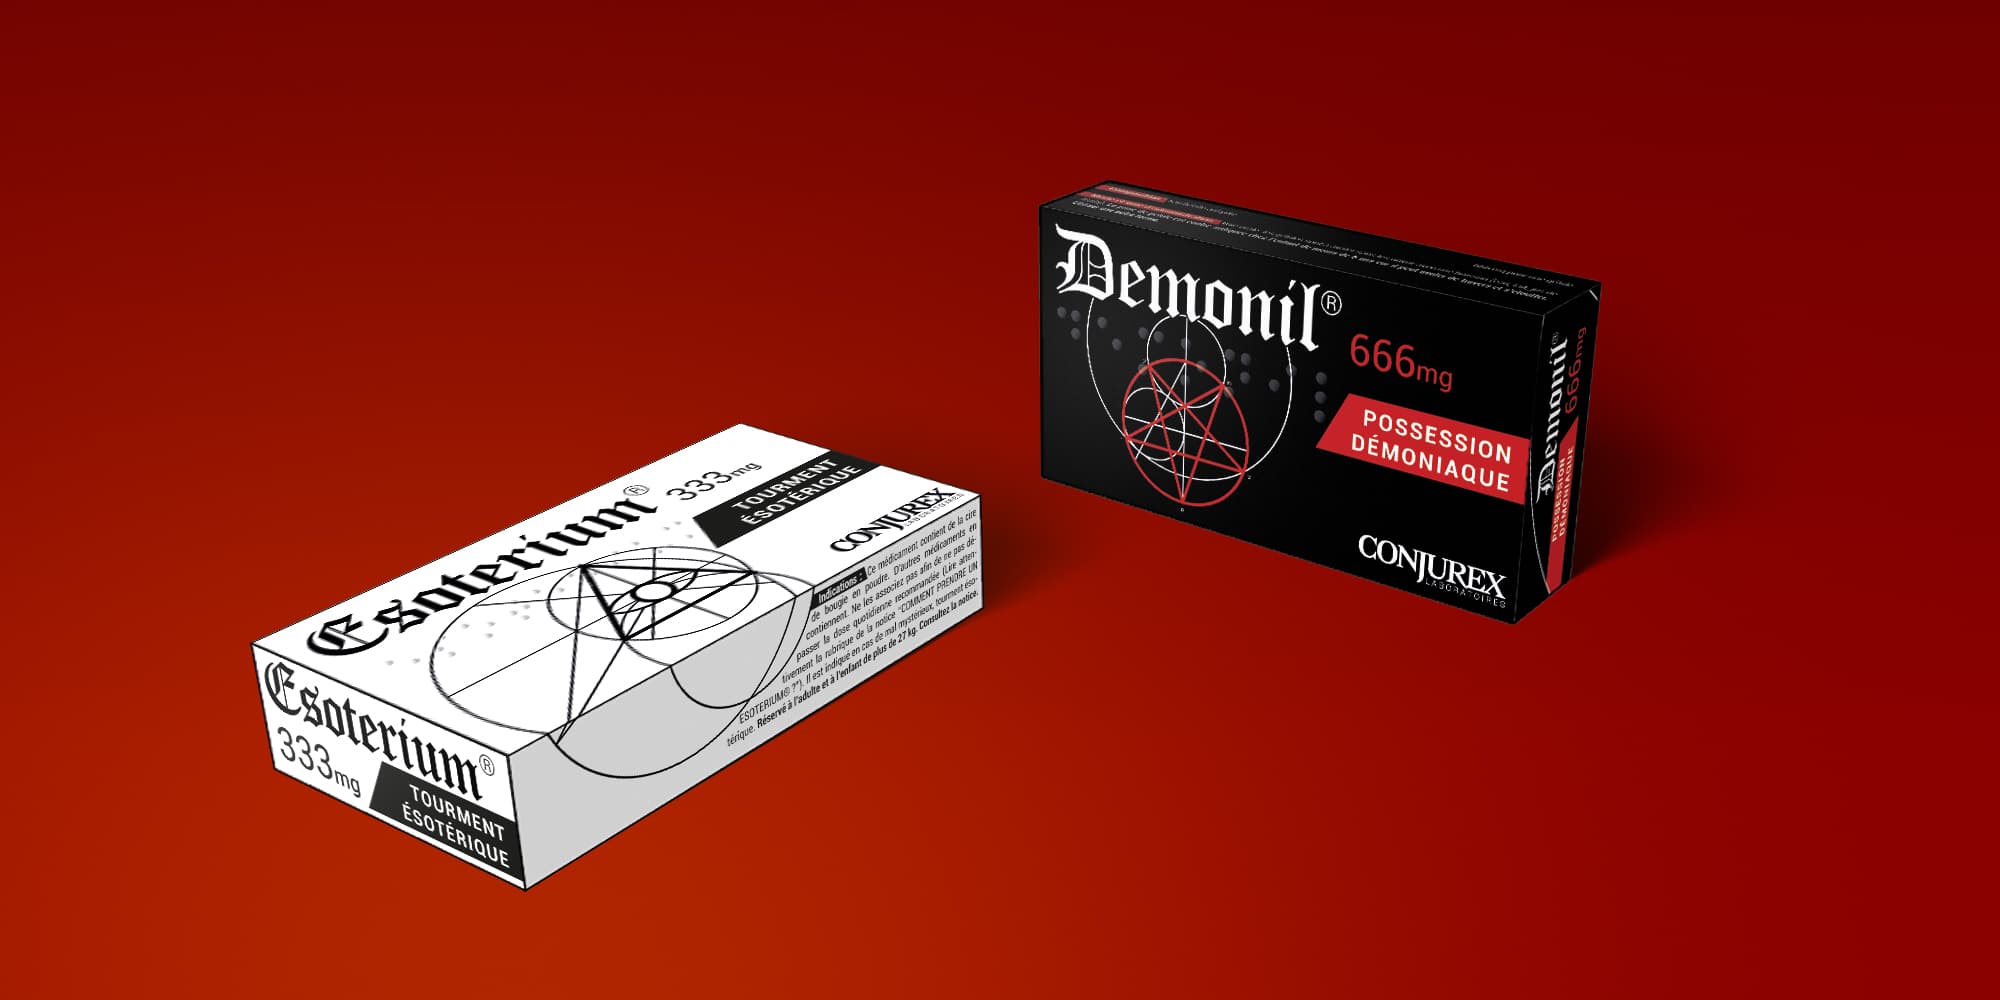 Esoterium®
333mg
TOURMENT
ÉSOTÉRIQUE
CONJUREX
LABORATOIRES
Indications : Ce médicament contient de la cire
de bougie en poudre. D'autres médicaments en
contiennent. Ne les associez pas afin de ne pas dé-
passer la dose quotidienne recommandée (Lire atten-
tivement la rubrique de la notice "COMMENT PRENDRE UN
ESOTERIUM® ?"). Il est indiqué en cas de mal mystérieux, tourment éso-
térique. Réservé à l'adulte et à l'enfant de plus de 27 kg. Consultez la notice.
Esoterium®
333mg
TOURMENT
ÉSOTÉRIQUE
Demonil®
666mg
POSSESSION
DÉMONIAQUE
CONJUREX
LABORATOIRES
Demonil®
666mg
POSSESSION
DÉMONIAQUE